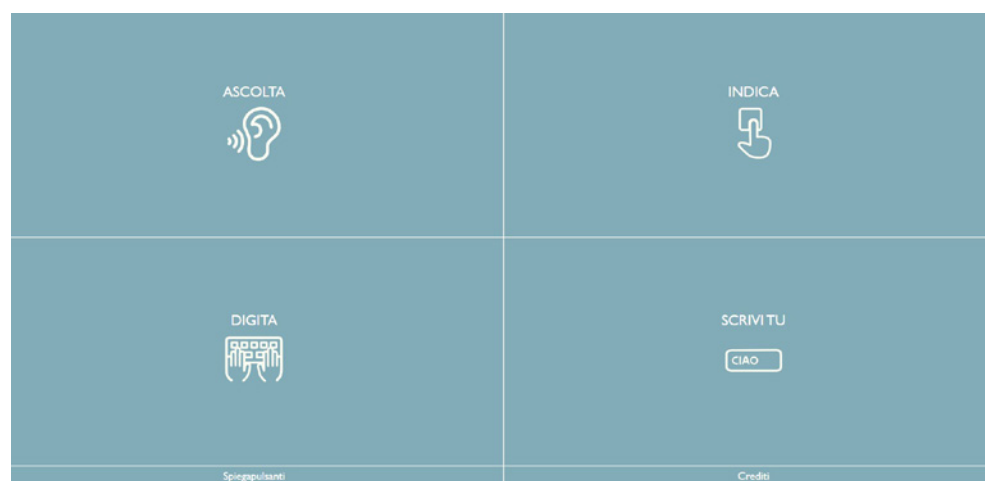 ASCOLTA
INDICA
DIGITA
SCRIVI TU
CIAO
Spiegapulsanti
Crediti